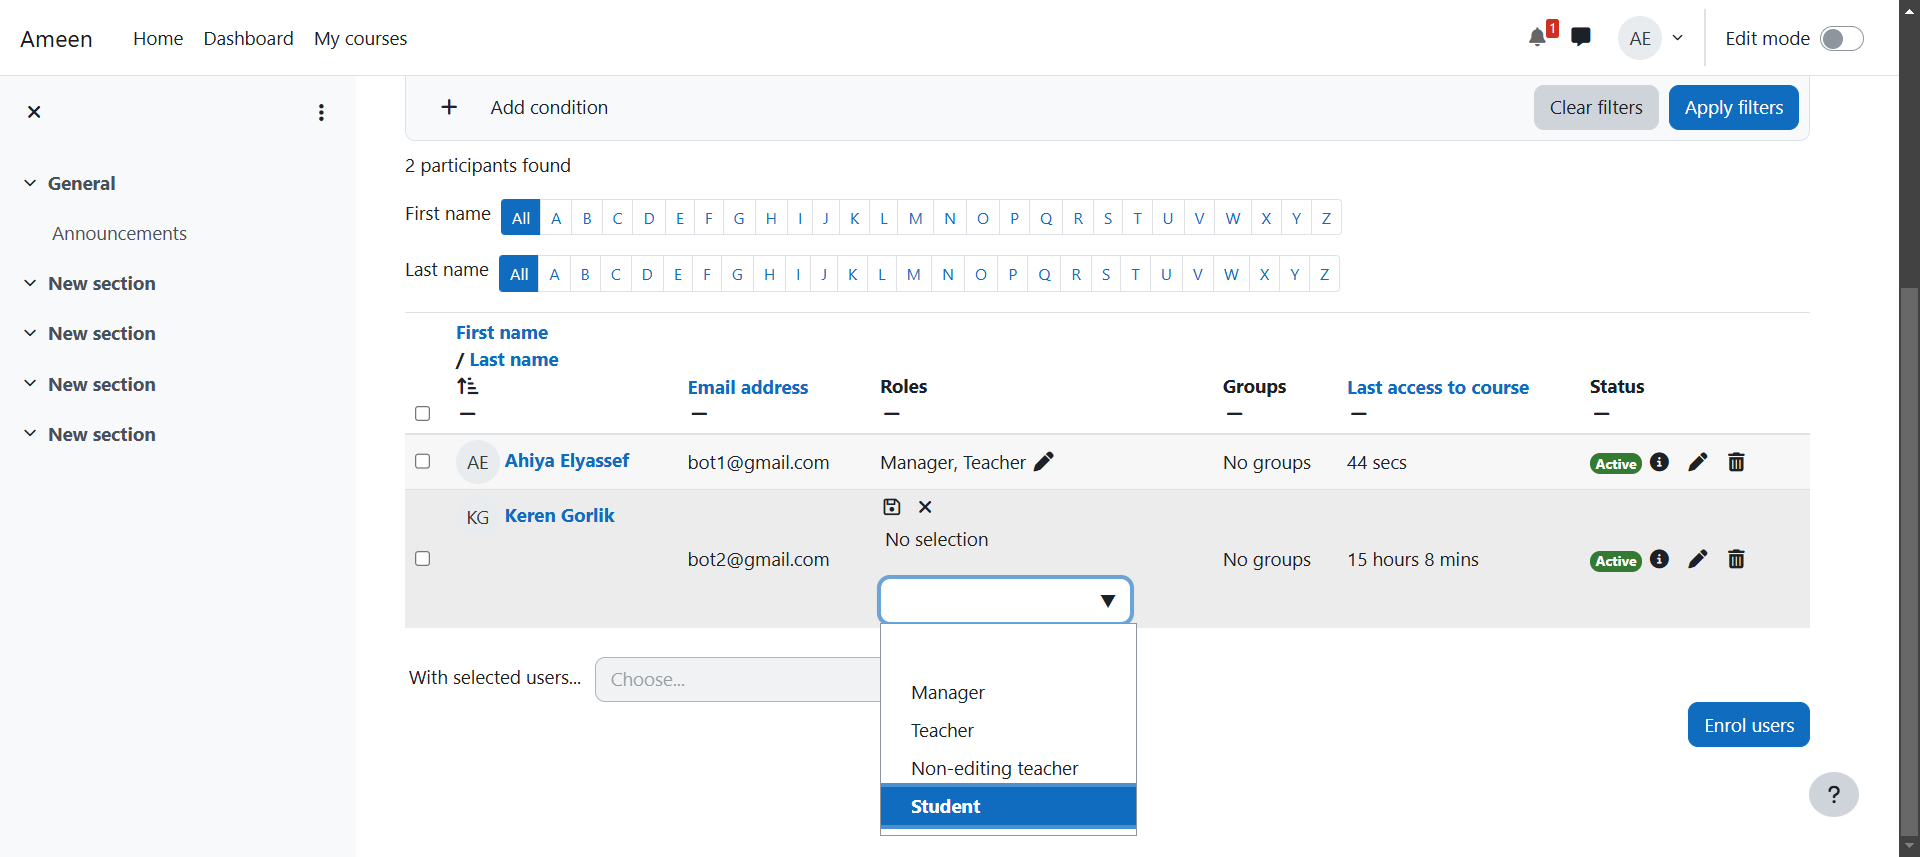 Ameen
Home Dashboard My courses
1
AE
Edit mode
General
Announcements
New section
New section
New section
New section
Add condition
Clear filters
Apply filters
2 participants found
First name All A B C D E F G H I J K L M N O P Q R S T U V W X Y Z
Last name All A B C D E F G H I J K L M N O P Q R S T U V W X Y Z
First name
/ Last name
Email address Roles Groups Last access to course Status
AE Ahiya Elyassef bot1@gmail.com Manager, Teacher No groups 44 secs Active
KG Keren Gorlik
No selection
bot2@gmail.com No groups 15 hours 8 mins Active
With selected users... Choose...
Manager
Teacher
Non-editing teacher
Student
Enrol users
?